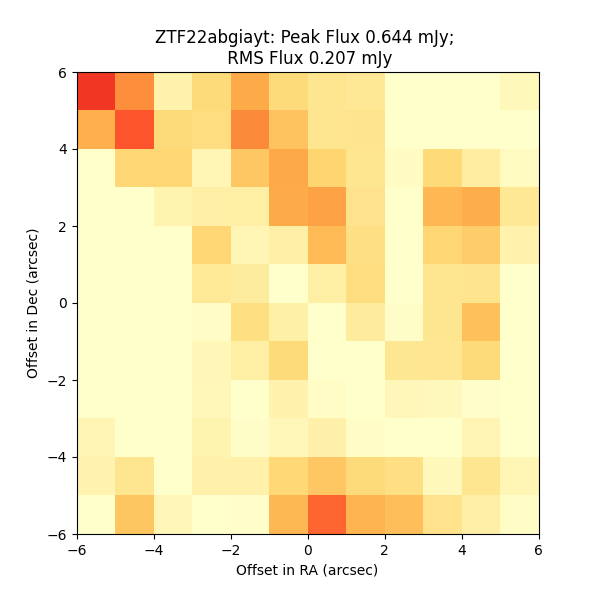 ZTF22abgiayt: Peak Flux 0.644 mJy;
RMS Flux 0.207 mJy
6
4
2
0
−2
−4
−6
Offset in Dec (arcsec)
−6 −4 −2 0 2 4 6
Offset in RA (arcsec)